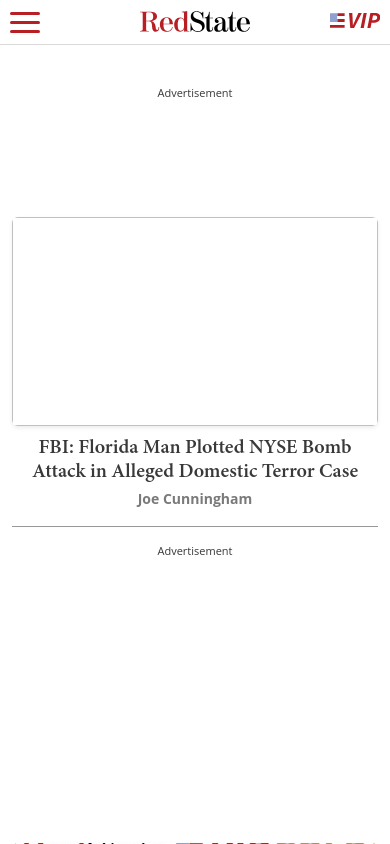 RedState
VIP
Advertisement
FBI: Florida Man Plotted NYSE Bomb
Attack in Alleged Domestic Terror Case
Joe Cunningham
Advertisement